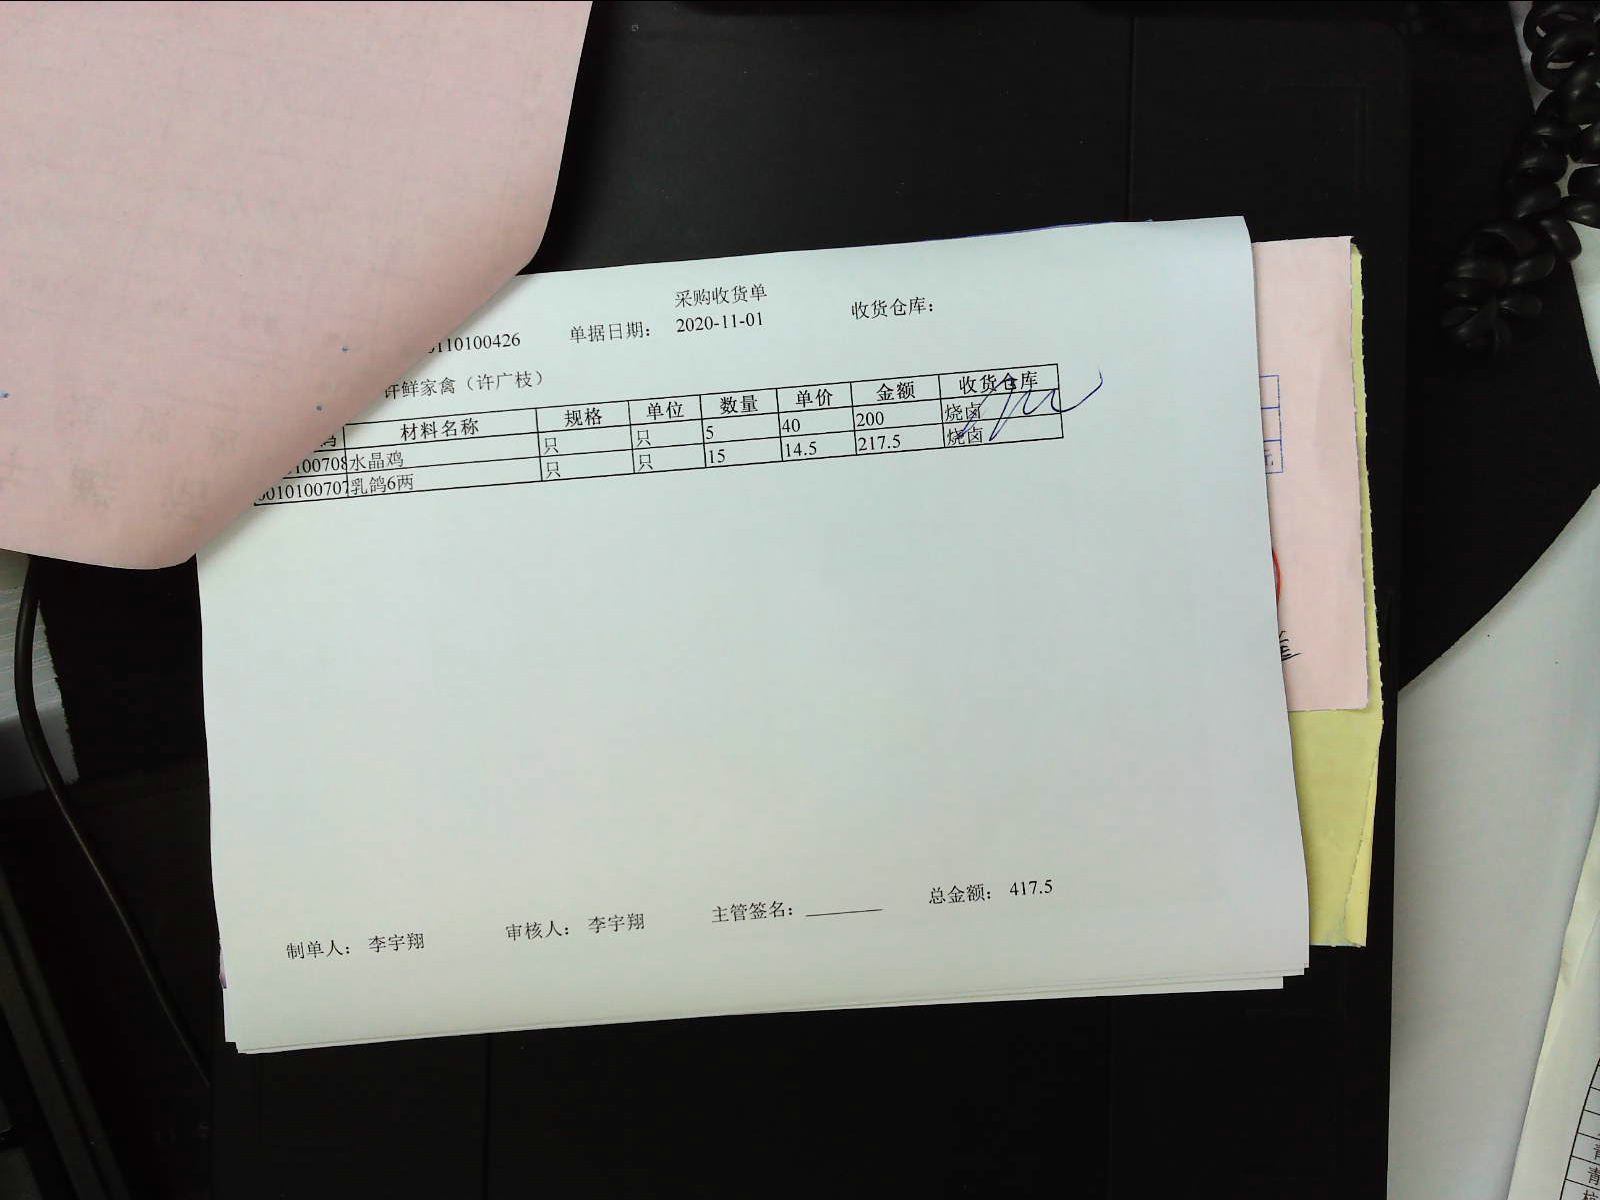 采购收货单
110100426 单据日期： 2020-11-01 收货仓库：
鲜家禽（许广枝）
材料名称 规格 单位 数量 单价 金额 收货仓库
100708 水晶鸡 只 只 5 40 200 烧卤
010100707 乳鸽6两 只 只 15 14.5 217.5 烧卤
制单人： 李宇翔 审核人： 李宇翔 主管签名： 总金额： 417.5